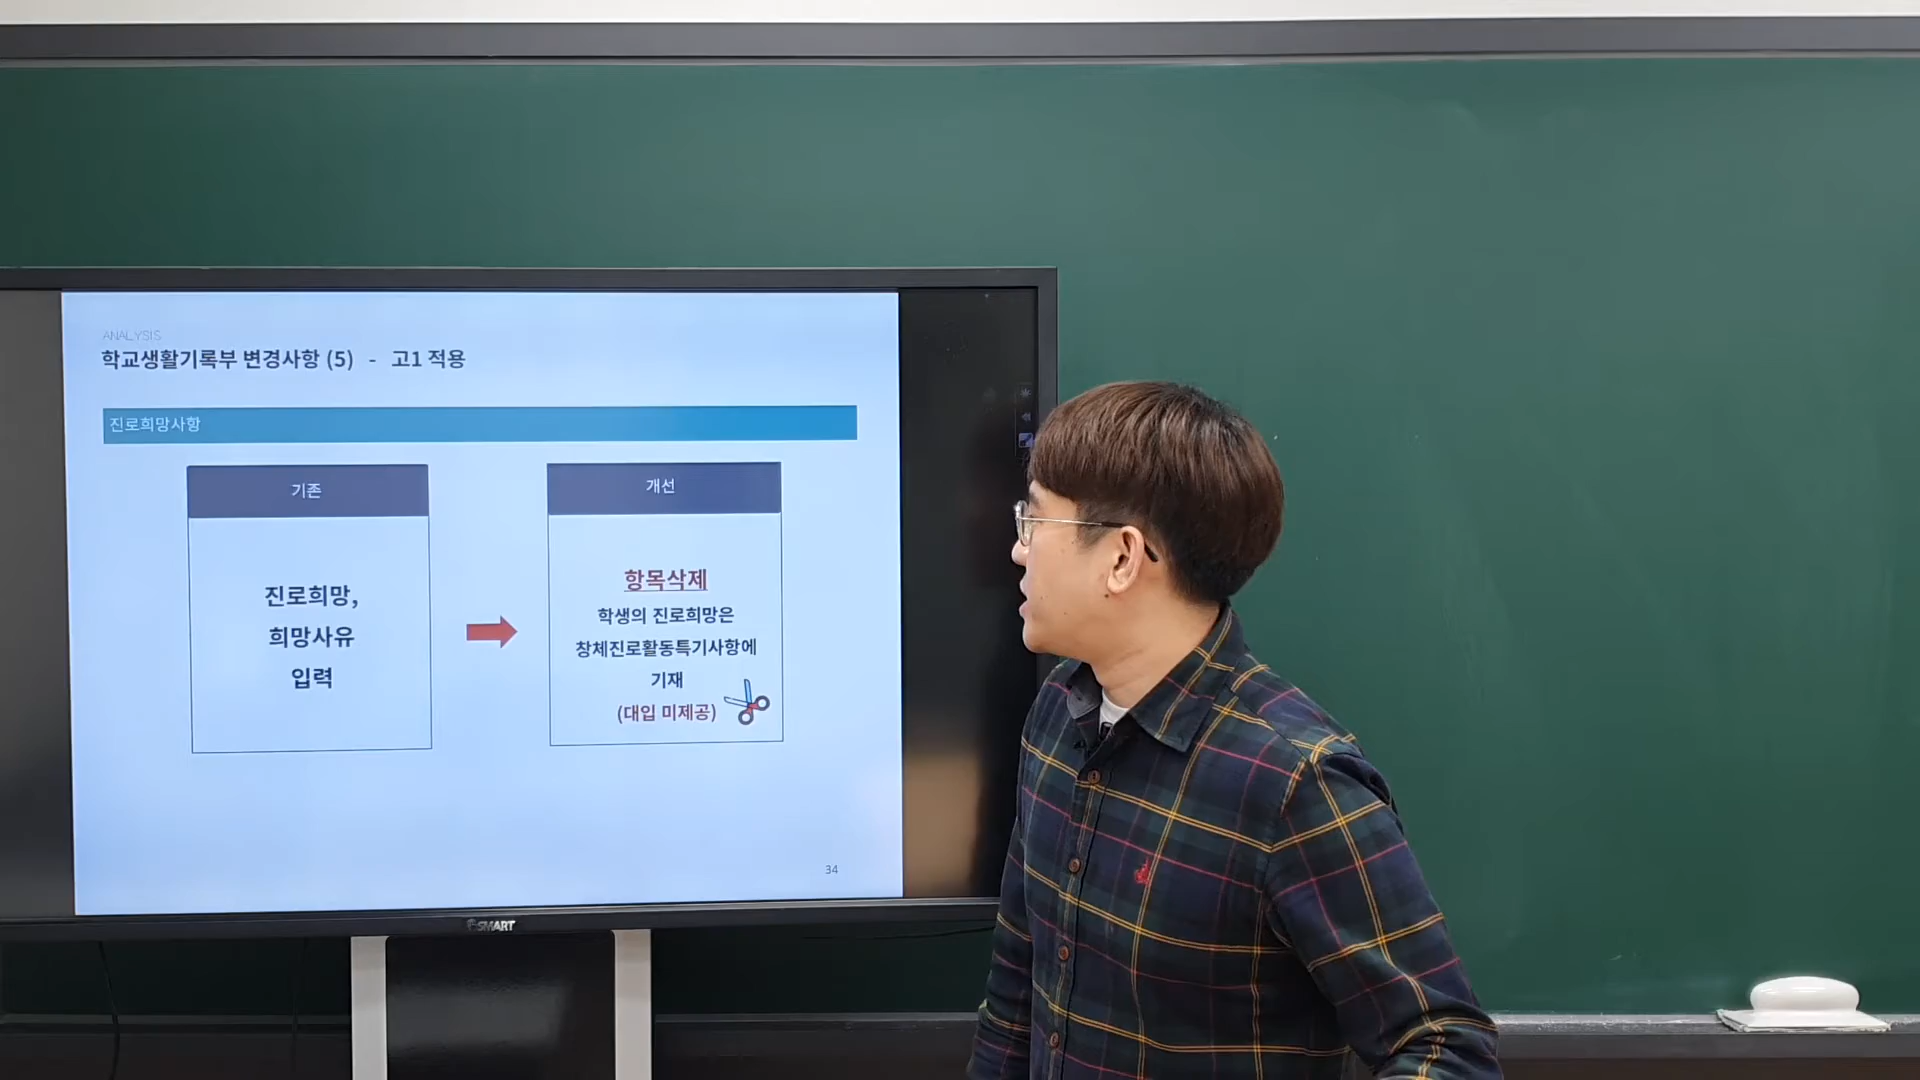 ANALYSIS
학교생활기록부 변경사항 (5) - 고1 적용
진로희망사항
기존
진로희망,
희망사유
입력
개선
항목삭제
학생의 진로희망은
창체진로활동특기사항에
기재
(대입 미제공)
34
SMART